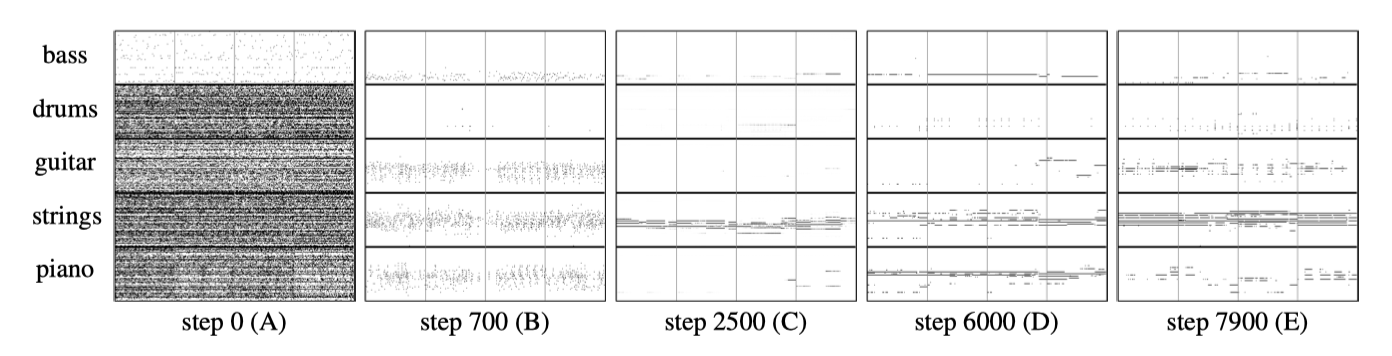 bass
drums
guitar
strings
piano
step 0 (A)
step 700 (B)
step 2500 (C)
step 6000 (D)
step 7900 (E)